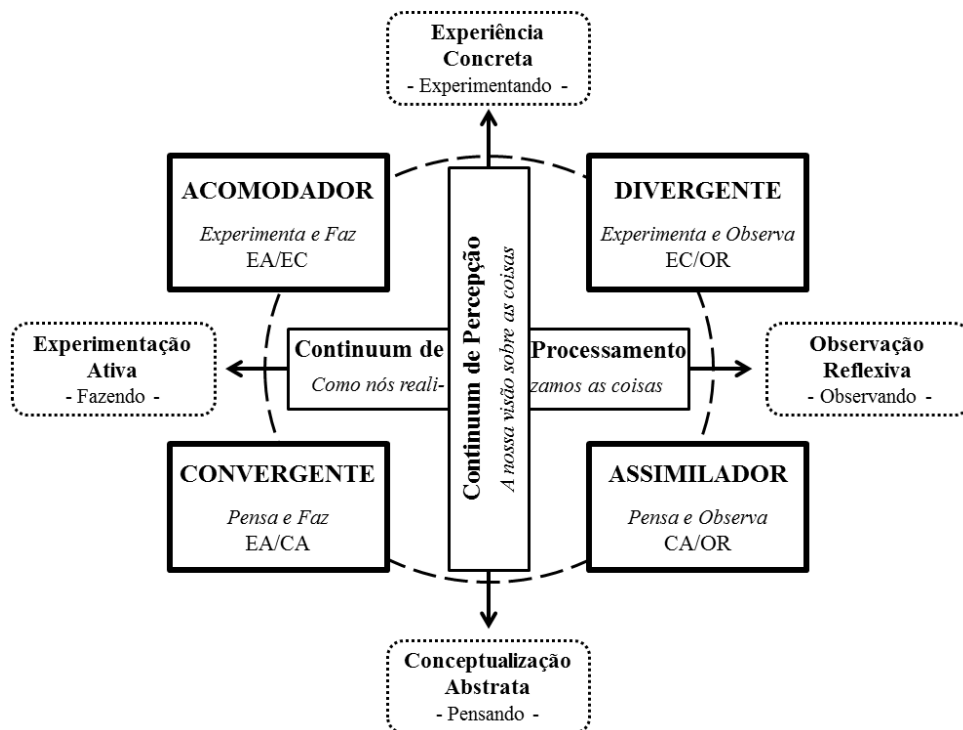 Experiência
Concreta
- Experimentando -
ACOMODADOR
Experimenta e Faz
EA/EC
DIVERGENTE
Experimenta e Observa
EC/OR
Continuum de Percepção
A nossa visão sobre as coisas
Experimentação
Ativa
- Fazendo -
Continuum de Processamento
Como nós reali- zamos as coisas
Observação
Reflexiva
- Observando -
CONVERGENTE
Pensa e Faz
EA/CA
ASSIMILADOR
Pensa e Observa
CA/OR
Conceptualização
Abstrata
- Pensando -